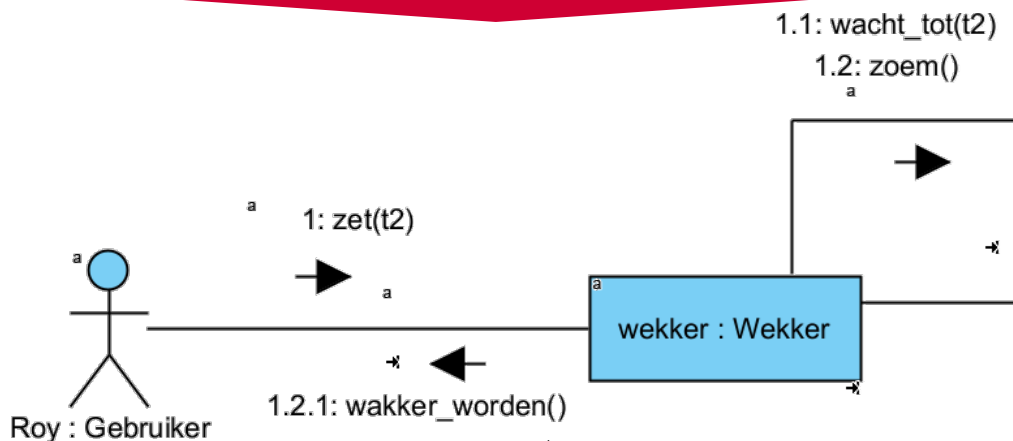 1.1: wacht_tot(t2)
1.2: zoem()
a
a
1: zet(t2)
a
a
a
wekker : Wekker
1.2.1: wakker_worden()
Roy : Gebruiker